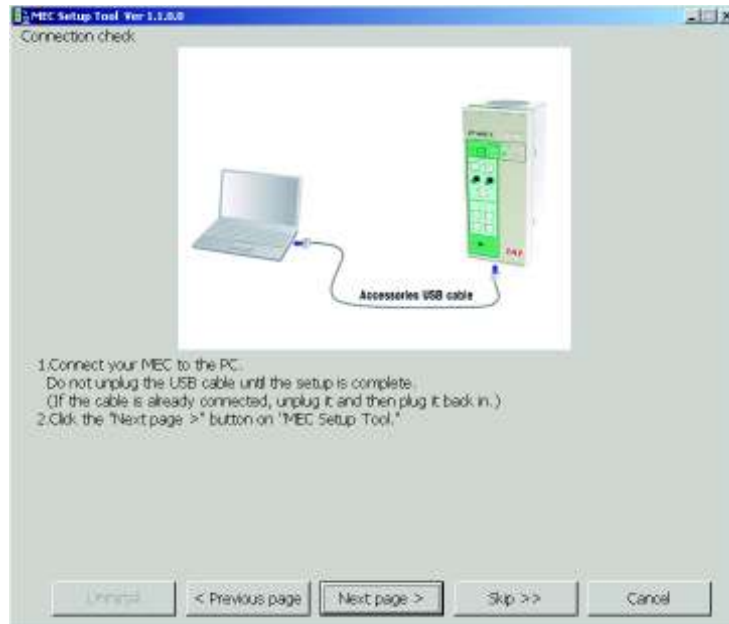 MEC Setup Tool Ver 1.1.0.0
Connection check
Accessories USB cable
1.Connect your MEC to the PC.
Do not unplug the USB cable until the setup is complete.
(If the cable is already connected, unplug it and then plug it back in.)
2.Click the "Next page >" button on "MEC Setup Tool."
< Previous page
Next page >
Skip >>
Cancel